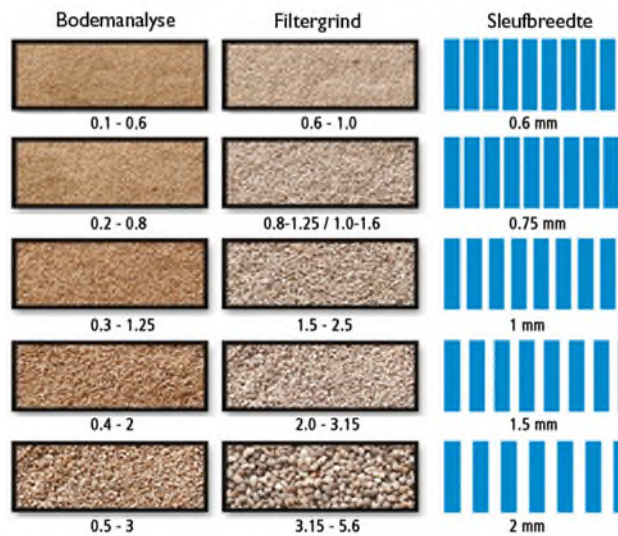 Bodemanalyse Filtergrind Sleufbreedte
0.1 - 0.6 0.6 - 1.0 0.6 mm
0.2 - 0.8 0.8-1.25 / 1.0-1.6 0.75 mm
0.3 - 1.25 1.5 - 2.5 1 mm
0.4 - 2 2.0 - 3.15 1.5 mm
0.5 - 3 3.15 - 5.6 2 mm